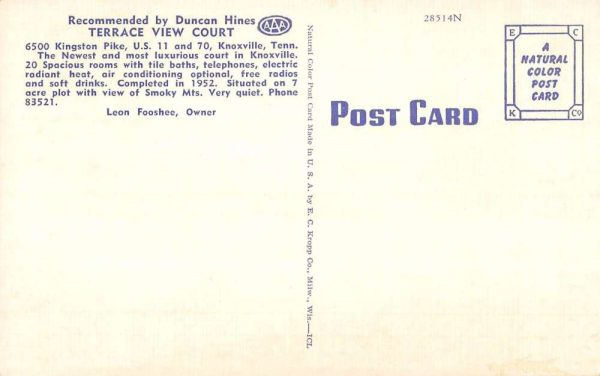 Recommended by Duncan Hines
AAA
TERRACE VIEW COURT
6500 Kingston Pike, U.S. 11 and 70, Knoxville, Tenn.
The Newest and most luxurious court in Knoxville.
20 Spacious rooms with tile baths, telephones, electric
radiant heat, air conditioning optional, free radios
and soft drinks. Completed in 1952. Situated on 7
acre plot with view of Smoky Mts. Very quiet. Phone
83521.
Leon Fooshee, Owner
Natural Color Post Card Made in U. S. A. by E. C. Kropp Co., Milw., Wis.—ICL
28514N
POST CARD
E C
A
NATURAL
COLOR
POST
CARD
K Co